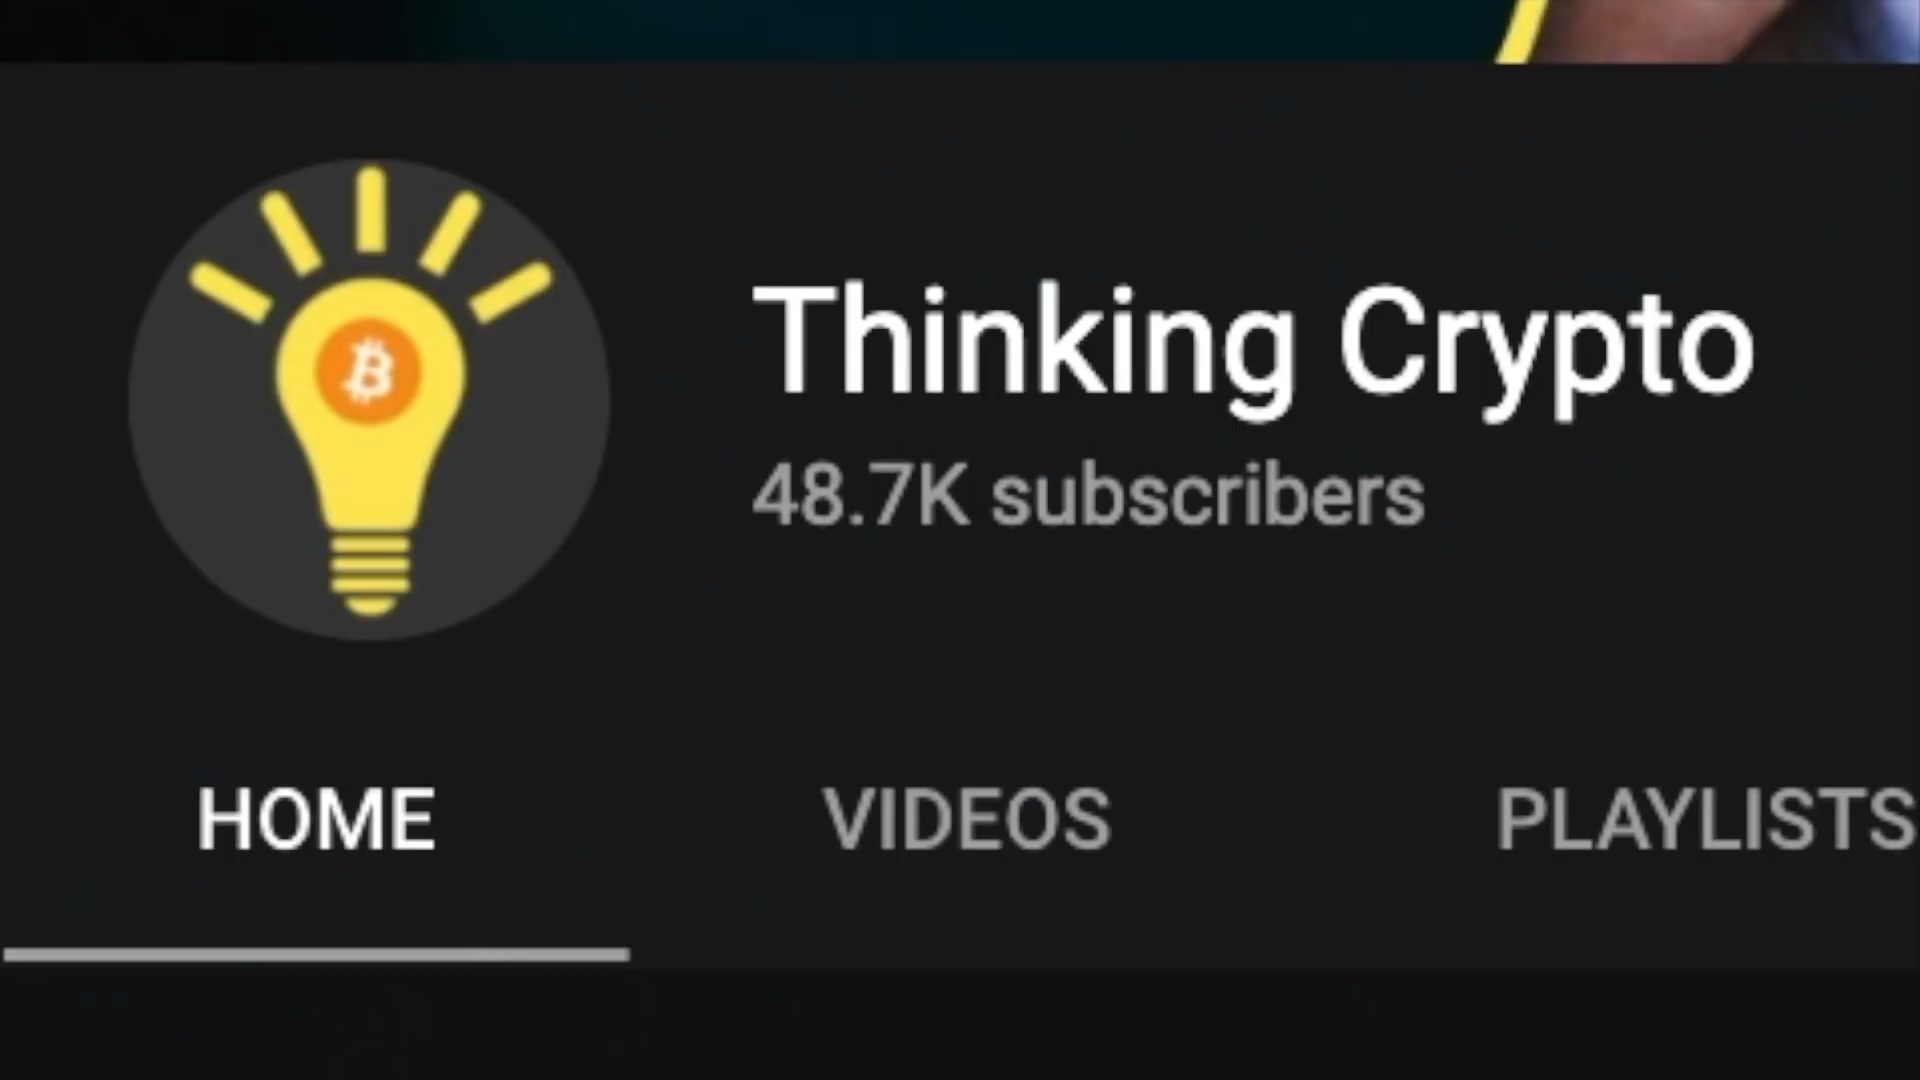 Thinking Crypto
48.7K subscribers
HOME
VIDEOS
PLAYLISTS